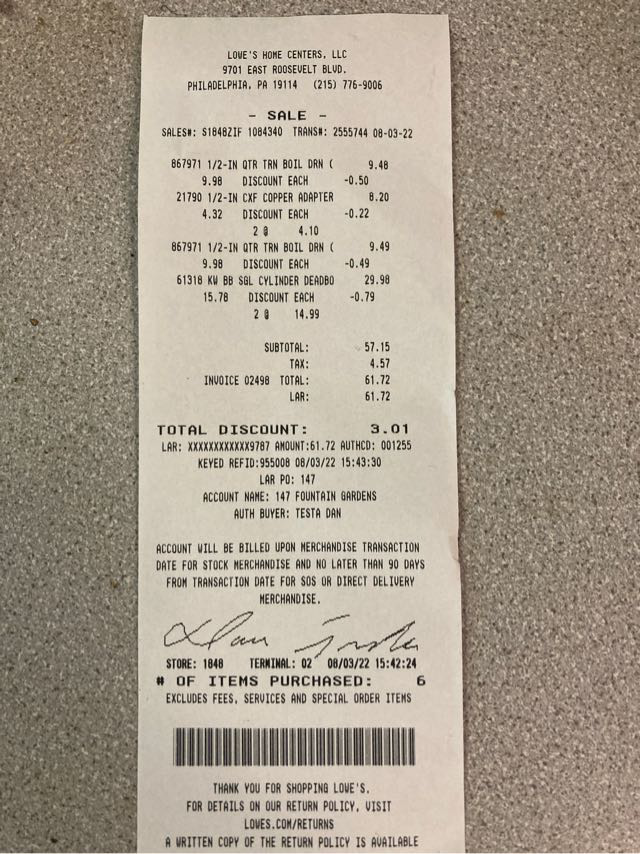 LOWE'S HOME CENTERS, LLC
9701 EAST ROOSEVELT BLVD.
PHILADELPHIA, PA 19114 (215) 776-9006
- SALE -
SALES#: S1848ZIF 1084340 TRANS#: 2555744 08-03-22
867971 1/2-IN QTR TRN BOIL DRN ( 9.48
9.98 DISCOUNT EACH -0.50
21790 1/2-IN CXF COPPER ADAPTER 8.20
4.32 DISCOUNT EACH -0.22
2 @ 4.10
867971 1/2-IN QTR TRN BOIL DRN ( 9.49
9.98 DISCOUNT EACH -0.49
61318 KW BB SGL CYLINDER DEADBO 29.98
15.78 DISCOUNT EACH -0.79
2 @ 14.99
SUBTOTAL: 57.15
TAX: 4.57
INVOICE 02498 TOTAL: 61.72
LAR: 61.72
TOTAL DISCOUNT: 3.01
LAR: XXXXXXXXXXXX9787 AMOUNT:61.72 AUTHCD: 001255
KEYED REFID:955008 08/03/22 15:43:30
LAR PO: 147
ACCOUNT NAME: 147 FOUNTAIN GARDENS
AUTH BUYER: TESTA DAN
ACCOUNT WILL BE BILLED UPON MERCHANDISE TRANSACTION
DATE FOR STOCK MERCHANDISE AND NO LATER THAN 90 DAYS
FROM TRANSACTION DATE FOR SOS OR DIRECT DELIVERY
MERCHANDISE.
STORE: 1848 TERMINAL: 02 08/03/22 15:42:24
# OF ITEMS PURCHASED: 6
EXCLUDES FEES, SERVICES AND SPECIAL ORDER ITEMS
THANK YOU FOR SHOPPING LOWE'S.
FOR DETAILS ON OUR RETURN POLICY, VISIT
LOWES.COM/RETURNS
A WRITTEN COPY OF THE RETURN POLICY IS AVAILABLE